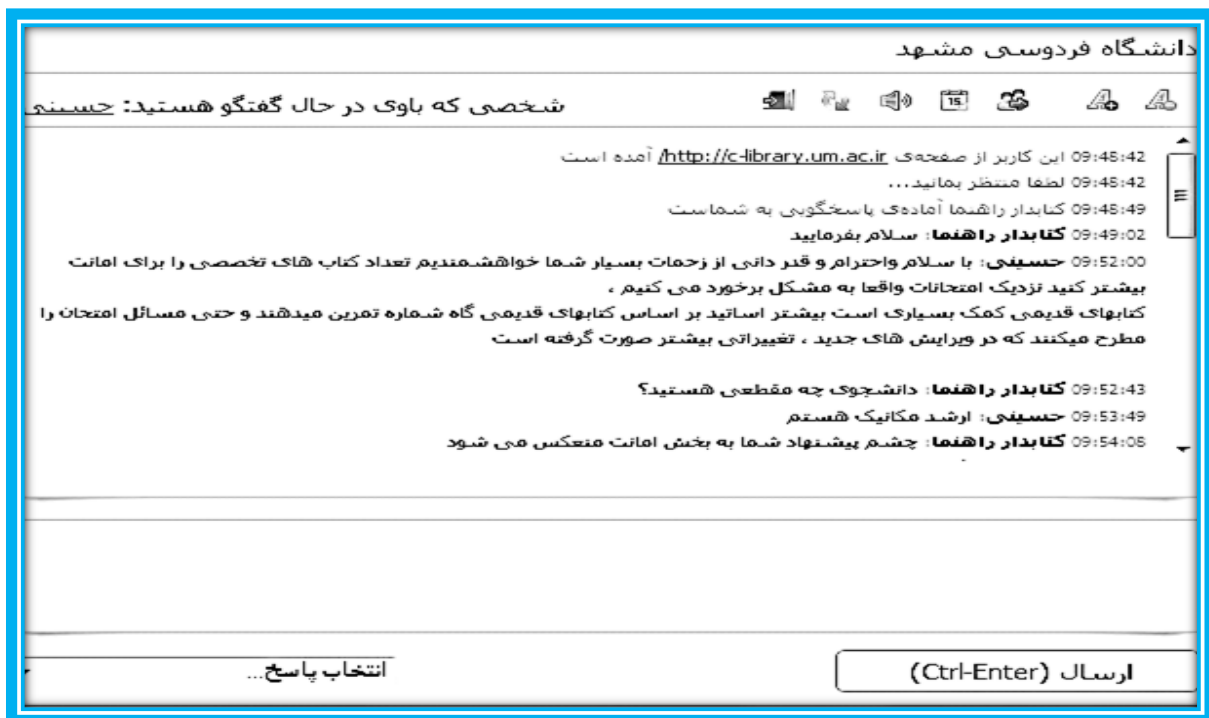 دانشگاه فردوسی مشهد
شخصی که باوی در حال گفتگو هستید: حسینی
15
09:48:42 این کاربر از صفحه‌ی http://c-library.um.ac.ir/ آمده است
09:48:42 لطفا منتظر بمانید...
09:48:49 کتابدار راهنما آماده‌ی پاسخگویی به شماست
09:49:02 کتابدار راهنما: سلام بفرمایید
09:52:00 حسینی: با سلام واحترام و قدر دانی از زحمات بسیار شما خواهشمندیم تعداد کتاب های تخصصی را برای امانت
بیشتر کنید نزدیک امتحانات واقعا به مشکل برخورد می کنیم ،
کتابهای قدیمی کمک بسیاری است بیشتر اساتید بر اساس کتابهای قدیمی گاه شماره تمرین میدهند و حتی مسائل امتحان را
مطرح میکنند که در ویرایش های جدید ، تغییراتی بیشتر صورت گرفته است
09:52:43 کتابدار راهنما: دانشجوی چه مقطعی هستید؟
09:53:49 حسینی: ارشد مکانیک هستم
09:54:08 کتابدار راهنما: چشم پیشنهاد شما به بخش امانت منعکس می شود
ارسال (Ctrl-Enter)
انتخاب پاسخ...